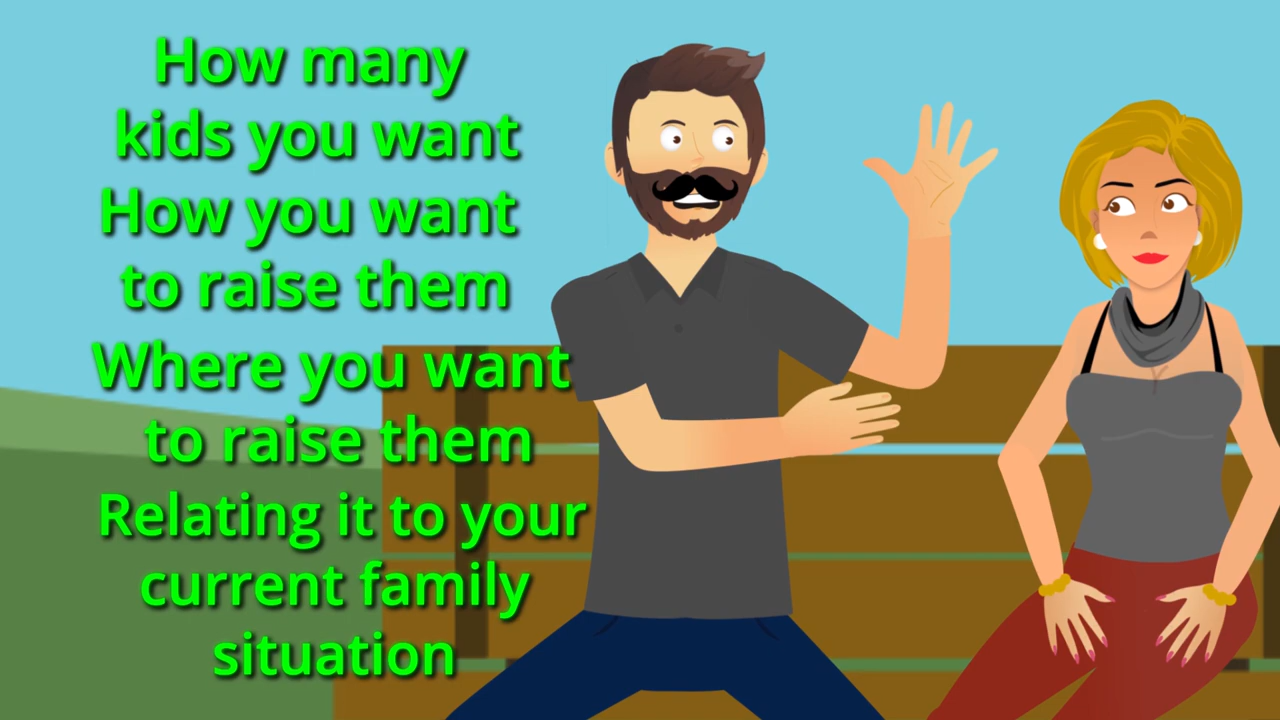 How many
kids you want
How you want
to raise them
Where you want
to raise them
Relating it to your
current family
situation